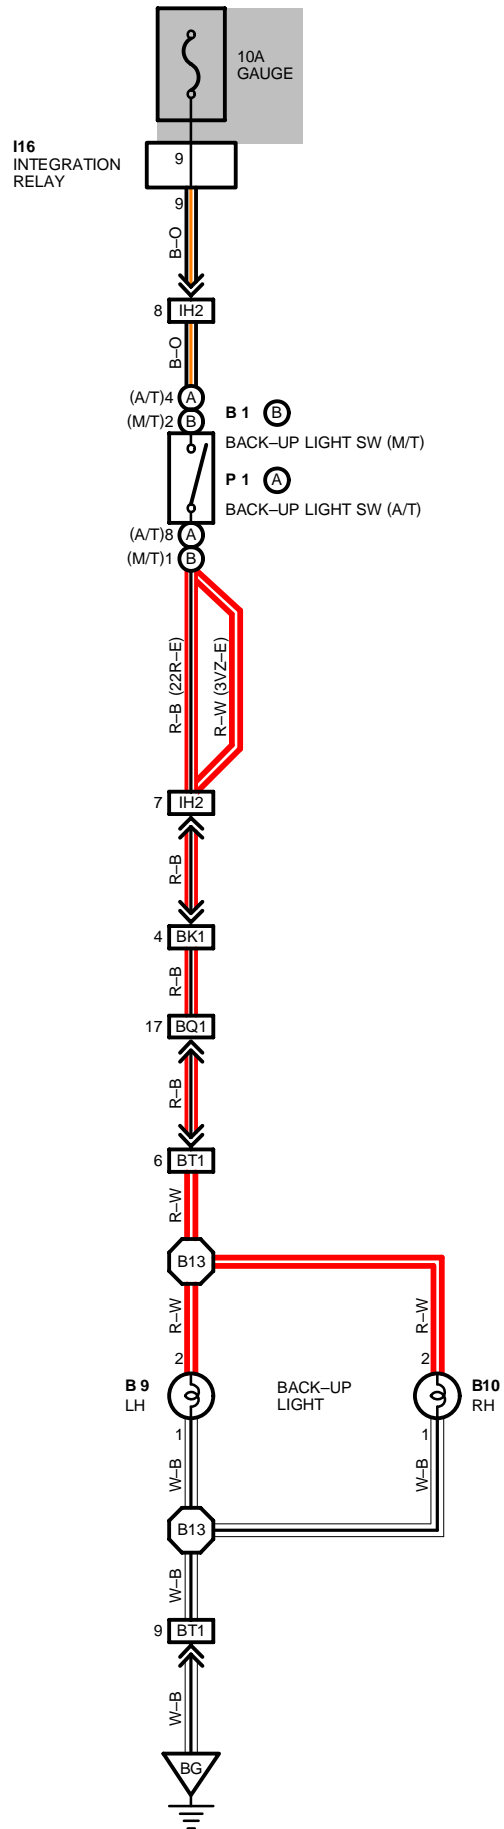 10A
GAUGE
I16
INTEGRATION
RELAY
9
9
B–O
8 IH2
B–O
(A/T)4 A
(M/T)2 B
B 1 B
BACK–UP LIGHT SW (M/T)
P 1 A
BACK–UP LIGHT SW (A/T)
(A/T)8 A
(M/T)1 B
R–B (22R–E)
R–W (3VZ–E)
7 IH2
R–B
4 BK1
R–B
17 BQ1
R–B
6 BT1
R–W
B13
R–W
R–W
2
2
B 9
LH
BACK–UP
LIGHT
B10
RH
1
1
W–B
W–B
B13
W–B
9 BT1
W–B
BG